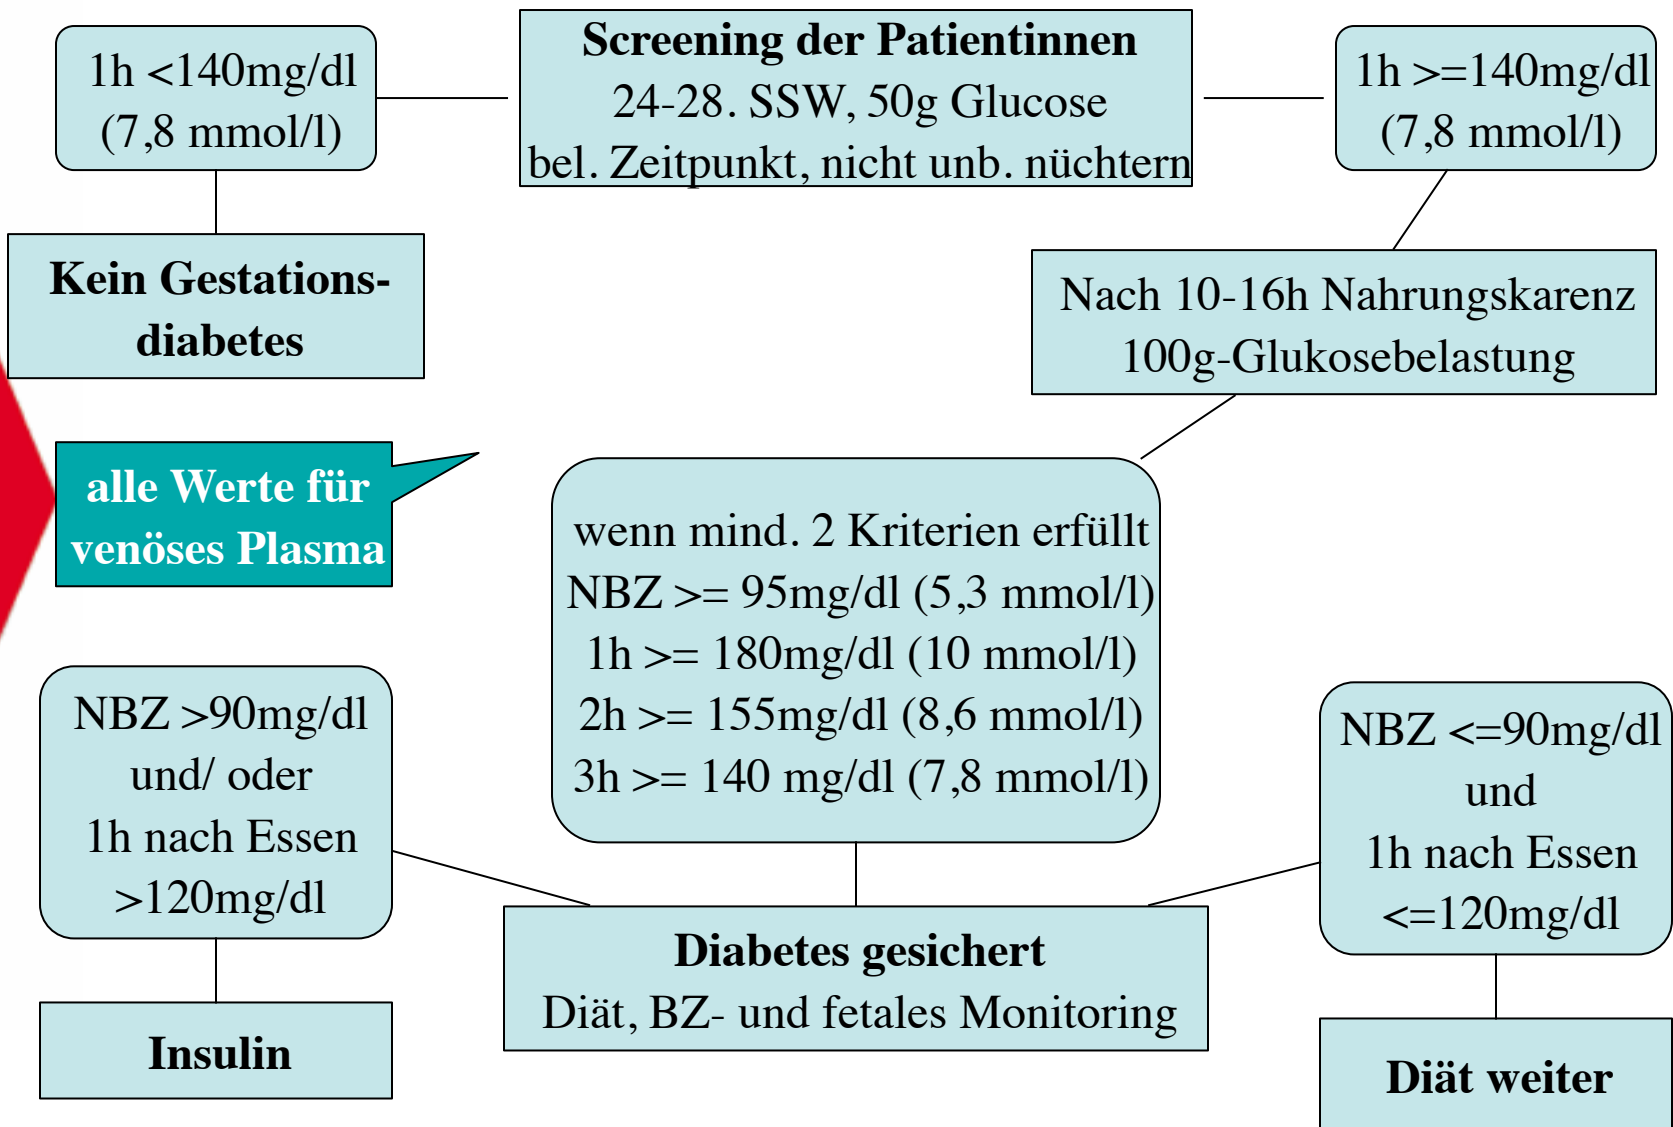 Screening der Patientinnen
24-28. SSW, 50g Glucose
bel. Zeitpunkt, nicht unb. nüchtern
1h <140mg/dl
(7,8 mmol/l)
1h >=140mg/dl
(7,8 mmol/l)
Kein Gestations-
diabetes
Nach 10-16h Nahrungskarenz
100g-Glukosebelastung
alle Werte für
venöses Plasma
wenn mind. 2 Kriterien erfüllt
NBZ >= 95mg/dl (5,3 mmol/l)
1h >= 180mg/dl (10 mmol/l)
2h >= 155mg/dl (8,6 mmol/l)
3h >= 140 mg/dl (7,8 mmol/l)
NBZ >90mg/dl
und/ oder
1h nach Essen
>120mg/dl
NBZ <=90mg/dl
und
1h nach Essen
<=120mg/dl
Diabetes gesichert
Diät, BZ- und fetales Monitoring
Insulin
Diät weiter